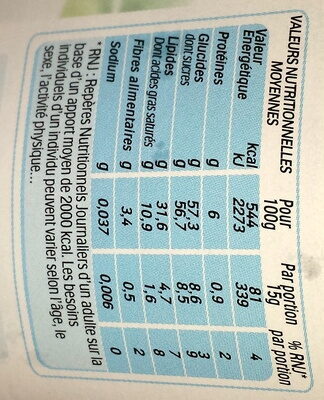 VALEURS NUTRITIONNELLES
MOYENNES
Pour 100g Par portion 15g % RNJ* par portion
Valeur kcal 544 81 4
Energétique kJ 2273 339
Protéines g 6 0,9 2
Glucides g 57,3 8,6 3
dont sucres g 56,7 8,5 9
Lipides g 31,6 4,7 7
Dont acides gras saturés g 10,9 1,6 8
Fibres alimentaires g 3,4 0,5 2
Sodium g 0,037 0,006 0
*RNJ : Repères Nutritionnels Journaliers d'un adulte sur la
base d'un apport moyen de 2000 kcal. Les besoins
individuels d'un individu peuvent varier selon l'âge, le
sexe, l'activité physique...